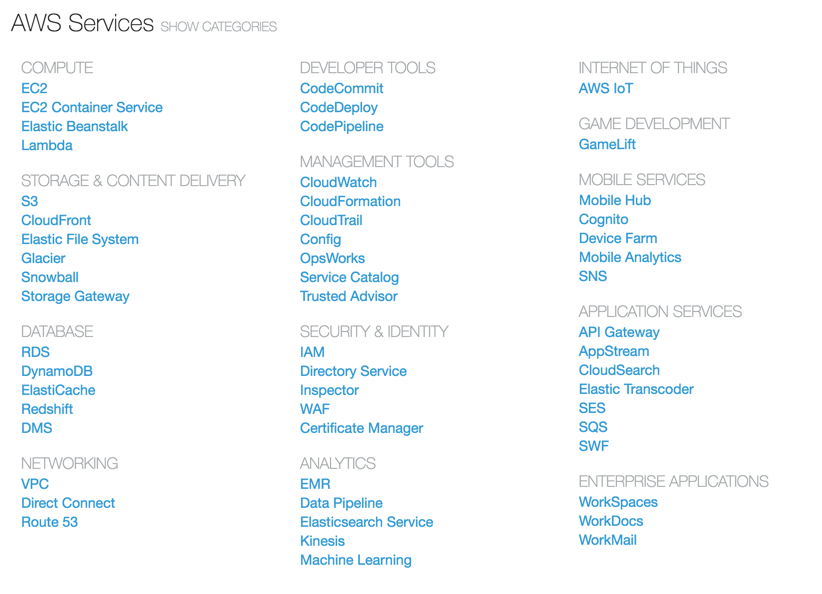 AWS Services SHOW CATEGORIES
COMPUTE
EC2
EC2 Container Service
Elastic Beanstalk
Lambda
STORAGE & CONTENT DELIVERY
S3
CloudFront
Elastic File System
Glacier
Snowball
Storage Gateway
DATABASE
RDS
DynamoDB
ElastiCache
Redshift
DMS
NETWORKING
VPC
Direct Connect
Route 53
DEVELOPER TOOLS
CodeCommit
CodeDeploy
CodePipeline
MANAGEMENT TOOLS
CloudWatch
CloudFormation
CloudTrail
Config
OpsWorks
Service Catalog
Trusted Advisor
SECURITY & IDENTITY
IAM
Directory Service
Inspector
WAF
Certificate Manager
ANALYTICS
EMR
Data Pipeline
Elasticsearch Service
Kinesis
Machine Learning
INTERNET OF THINGS
AWS IoT
GAME DEVELOPMENT
GameLift
MOBILE SERVICES
Mobile Hub
Cognito
Device Farm
Mobile Analytics
SNS
APPLICATION SERVICES
API Gateway
AppStream
CloudSearch
Elastic Transcoder
SES
SQS
SWF
ENTERPRISE APPLICATIONS
WorkSpaces
WorkDocs
WorkMail